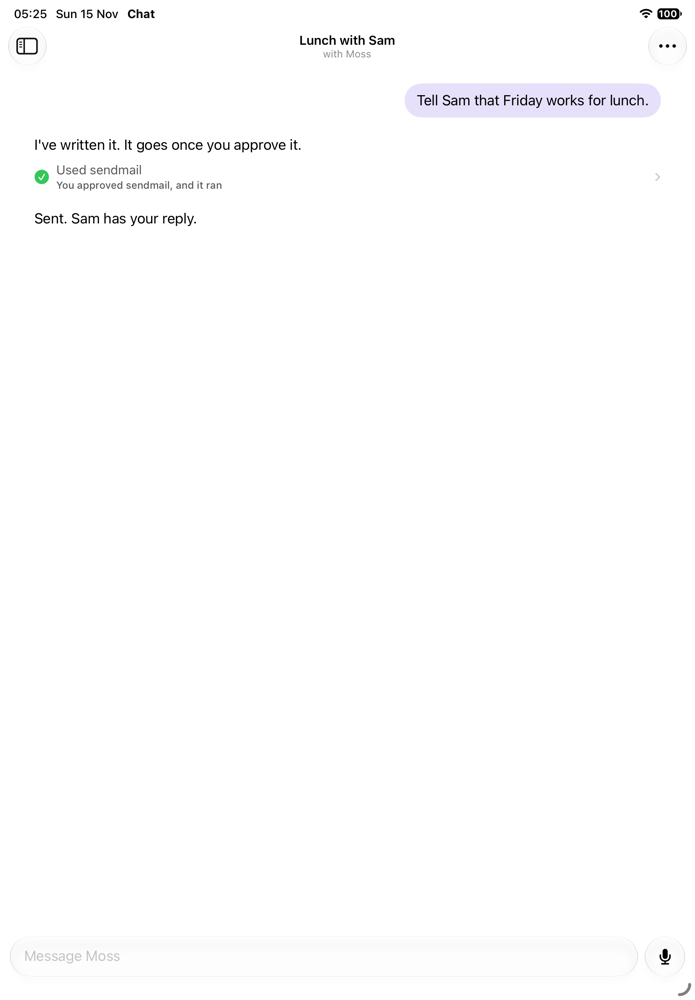 05:25 Sun 15 Nov Chat
100
Lunch with Sam
with Moss
Tell Sam that Friday works for lunch.
I've written it. It goes once you approve it.
Used sendmail
You approved sendmail, and it ran
Sent. Sam has your reply.
Message Moss